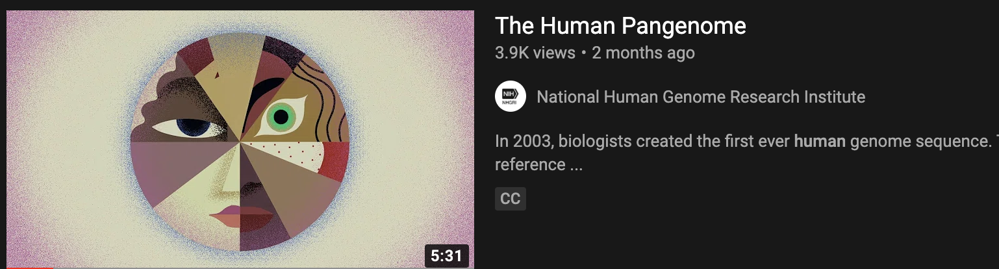 The Human Pangenome
3.9K views • 2 months ago
NIH
NHGRI
National Human Genome Research Institute
In 2003, biologists created the first ever human genome sequence.
reference ...
CC
5:31